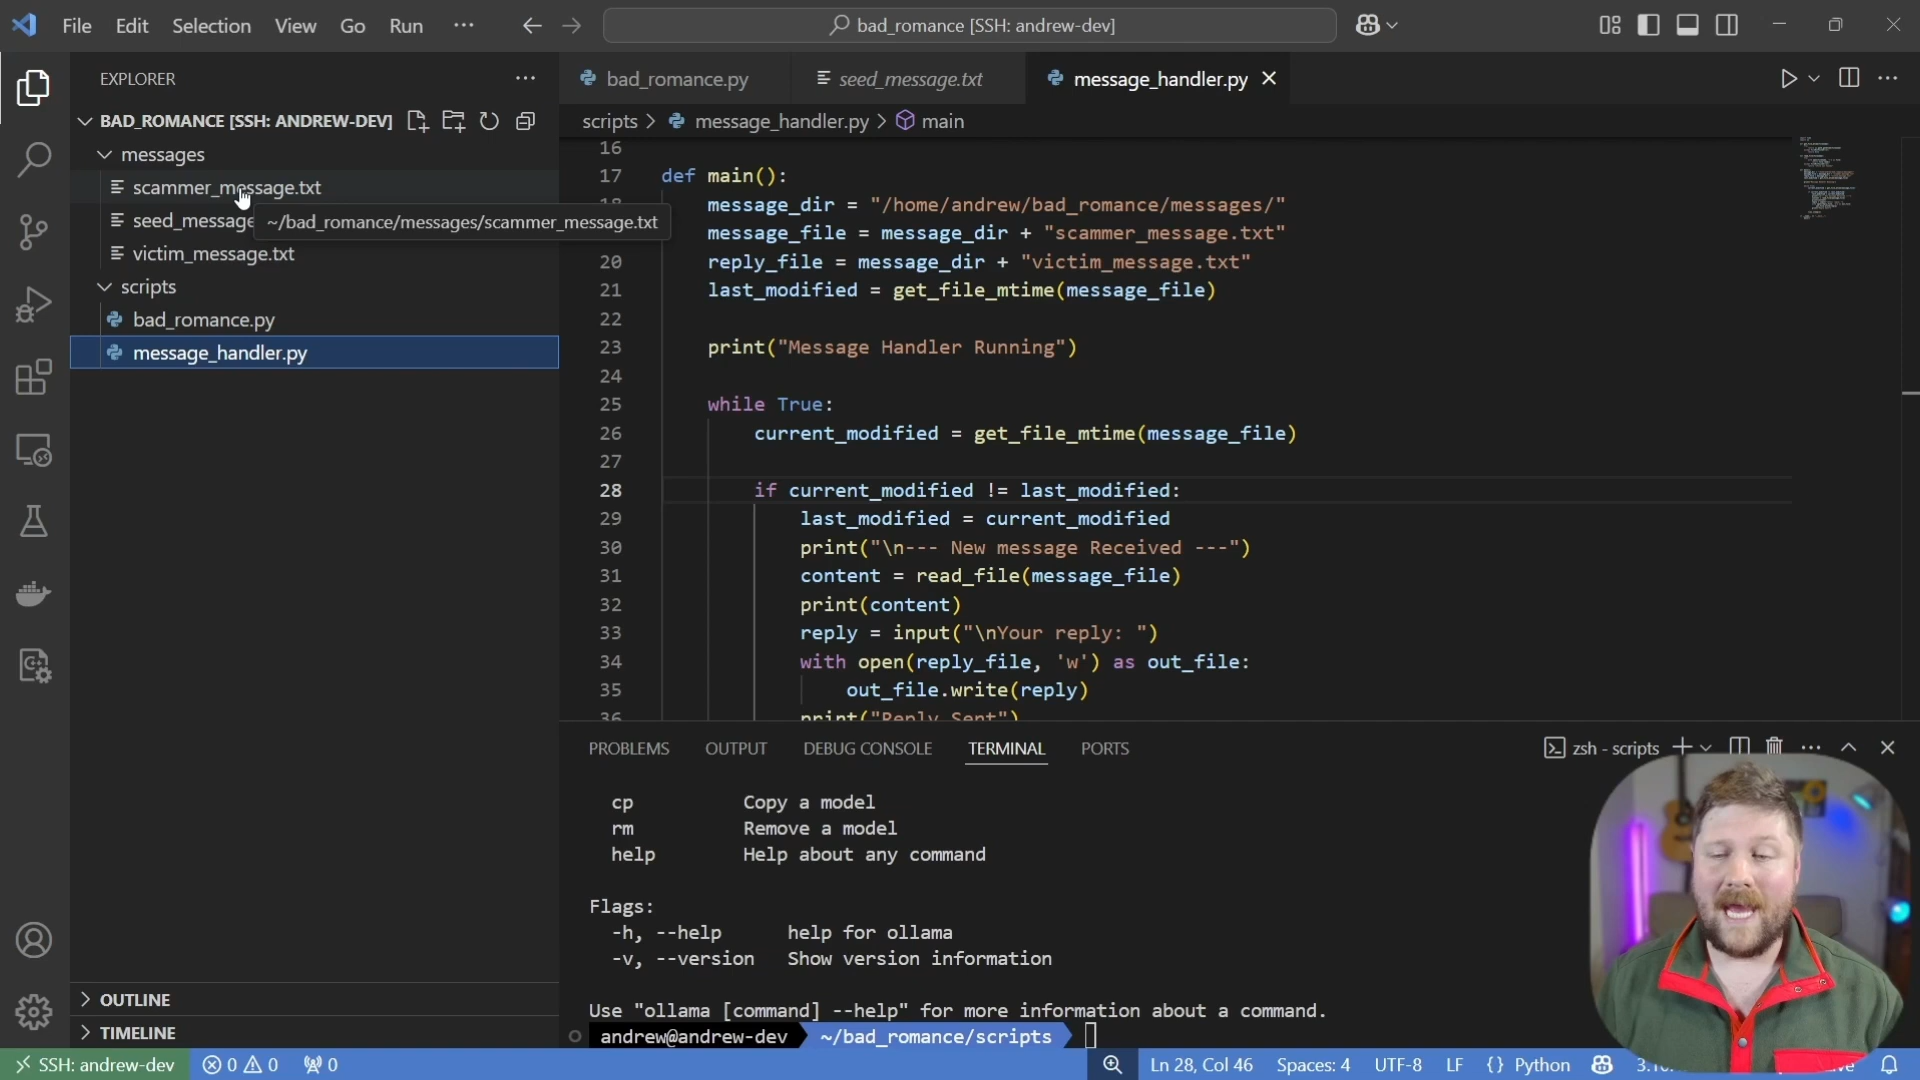 File Edit Selection View Go Run ···
bad_romance [SSH: andrew-dev]
EXPLORER
BAD_ROMANCE [SSH: ANDREW-DEV]
messages
scammer_message.txt
seed_message
~/bad_romance/messages/scammer_message.txt
victim_message.txt
scripts
bad_romance.py
message_handler.py
OUTLINE
TIMELINE
bad_romance.py seed_message.txt message_handler.py
scripts > message_handler.py > main
16
17 def main():
18 message_dir = "/home/andrew/bad_romance/messages/"
message_file = message_dir + "scammer_message.txt"
20 reply_file = message_dir + "victim_message.txt"
21 last_modified = get_file_mtime(message_file)
22
23 print("Message Handler Running")
24
25 while True:
26 current_modified = get_file_mtime(message_file)
27
28 if current_modified != last_modified:
29 last_modified = current_modified
30 print("\n--- New message Received ---")
31 content = read_file(message_file)
32 print(content)
33 reply = input("\nYour reply: ")
34 with open(reply_file, 'w') as out_file:
35 out_file.write(reply)
36 print("Reply Sent")
PROBLEMS OUTPUT DEBUG CONSOLE TERMINAL PORTS
zsh - scripts
cp Copy a model
rm Remove a model
help Help about any command
Flags:
-h, --help help for ollama
-v, --version Show version information
Use "ollama [command] --help" for more information about a command.
andrew@andrew-dev ~/bad_romance/scripts
SSH: andrew-dev 0 0 0
Ln 28, Col 46 Spaces: 4 UTF-8 LF {} Python